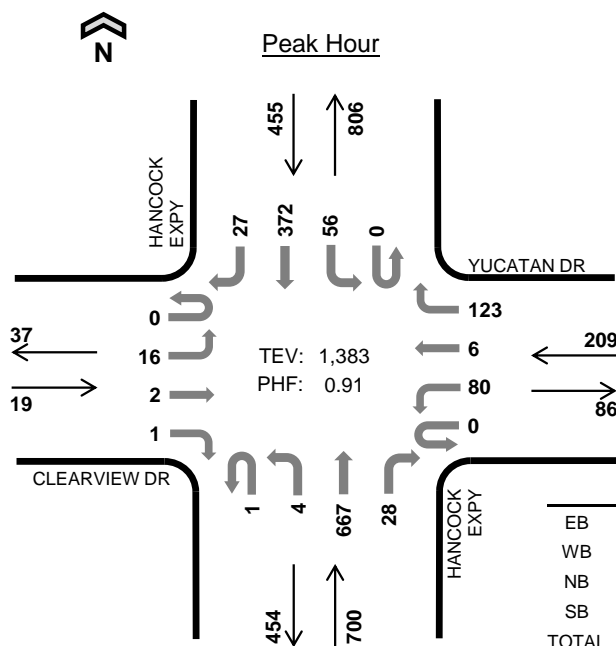 Peak Hour
N
HANCOCK
EXPY
455
806
27
372
56
0
YUCATAN DR
0
123
37
16
TEV: 1,383
6
209
19
2
PHF: 0.91
80
86
1
0
CLEARVIEW DR
1
4
667
28
HANCOCK
EXPY
454
700
EB
WB
NB
SB
TOTAL